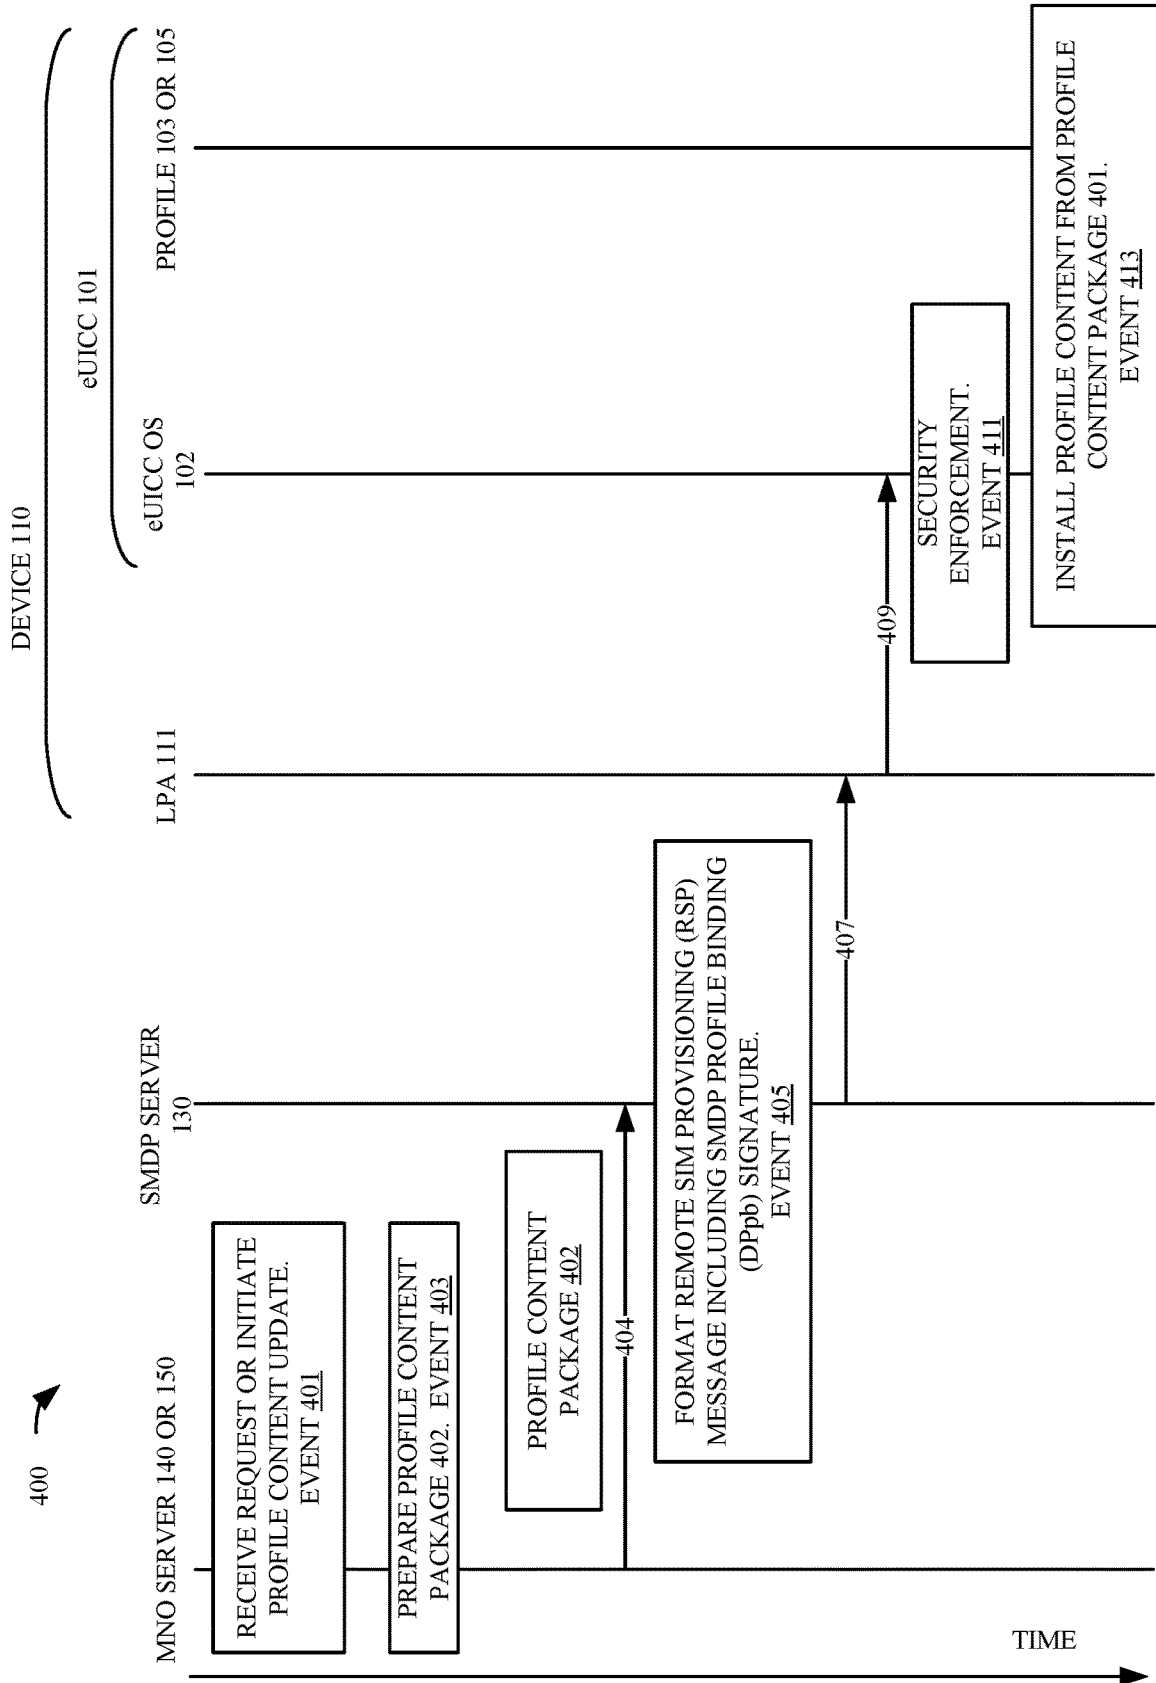 400
DEVICE 110
eUICC 101
MNO SERVER 140 OR 150
SMDP SERVER
130
LPA 111
eUICC OS
102
PROFILE 103 OR 105
RECEIVE REQUEST OR INITIATE
PROFILE CONTENT UPDATE.
EVENT 401
PREPARE PROFILE CONTENT
PACKAGE 402. EVENT 403
PROFILE CONTENT
PACKAGE 402
404
FORMAT REMOTE SIM PROVISIONING (RSP)
MESSAGE INCLUDING SMDP PROFILE BINDING
(DPpb) SIGNATURE.
EVENT 405
407
409
SECURITY
ENFORCEMENT.
EVENT 411
INSTALL PROFILE CONTENT FROM PROFILE
CONTENT PACKAGE 401.
EVENT 413
TIME